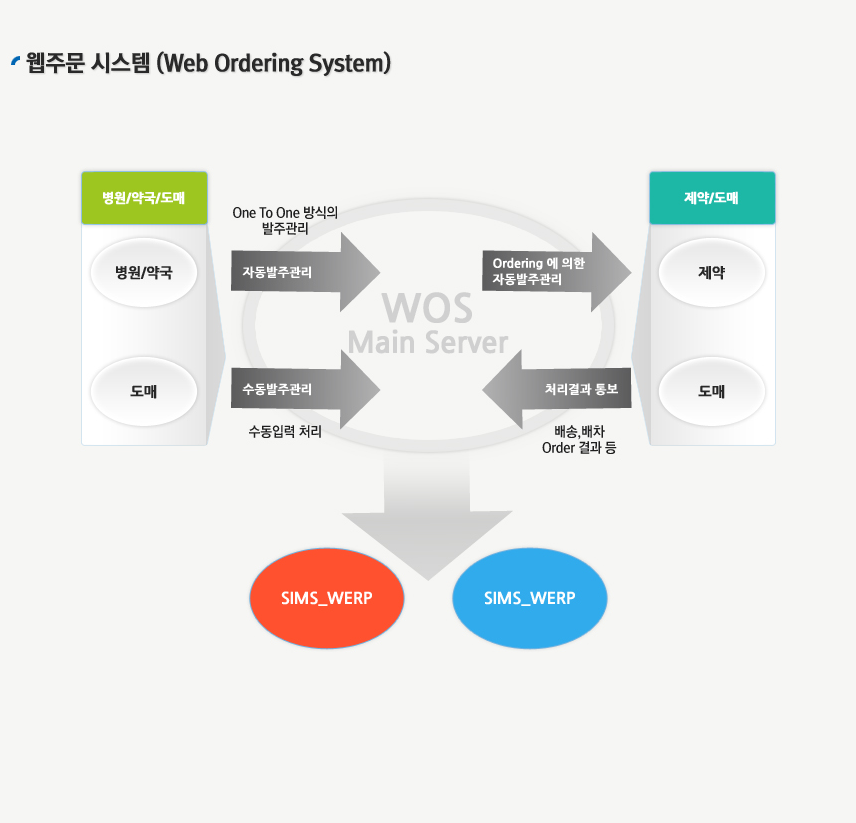 웹주문 시스템 (Web Ordering System)
병원/약국/도매
제약/도매
One To One 방식의
발주관리
병원/약국
자동발주관리
Ordering 에 의한
자동발주관리
제약
WOS
Main Server
도매
수동발주관리
처리결과 통보
도매
수동입력 처리
배송,배차
Order 결과 등
SIMS_WERP
SIMS_WERP